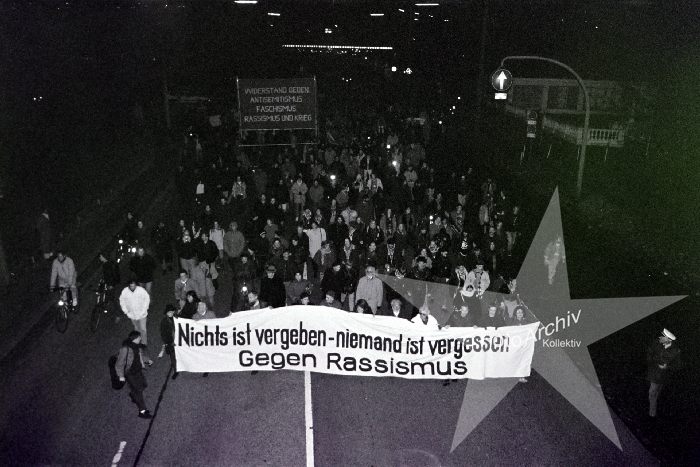 WIDERSTAND GEGEN:
ANTISEMITISMUS
FASCHISMUS
RASSISMUS UND KRIEG
Nichts ist vergeben-niemand ist vergessen
Gegen Rassismus
Archiv
Kollektiv